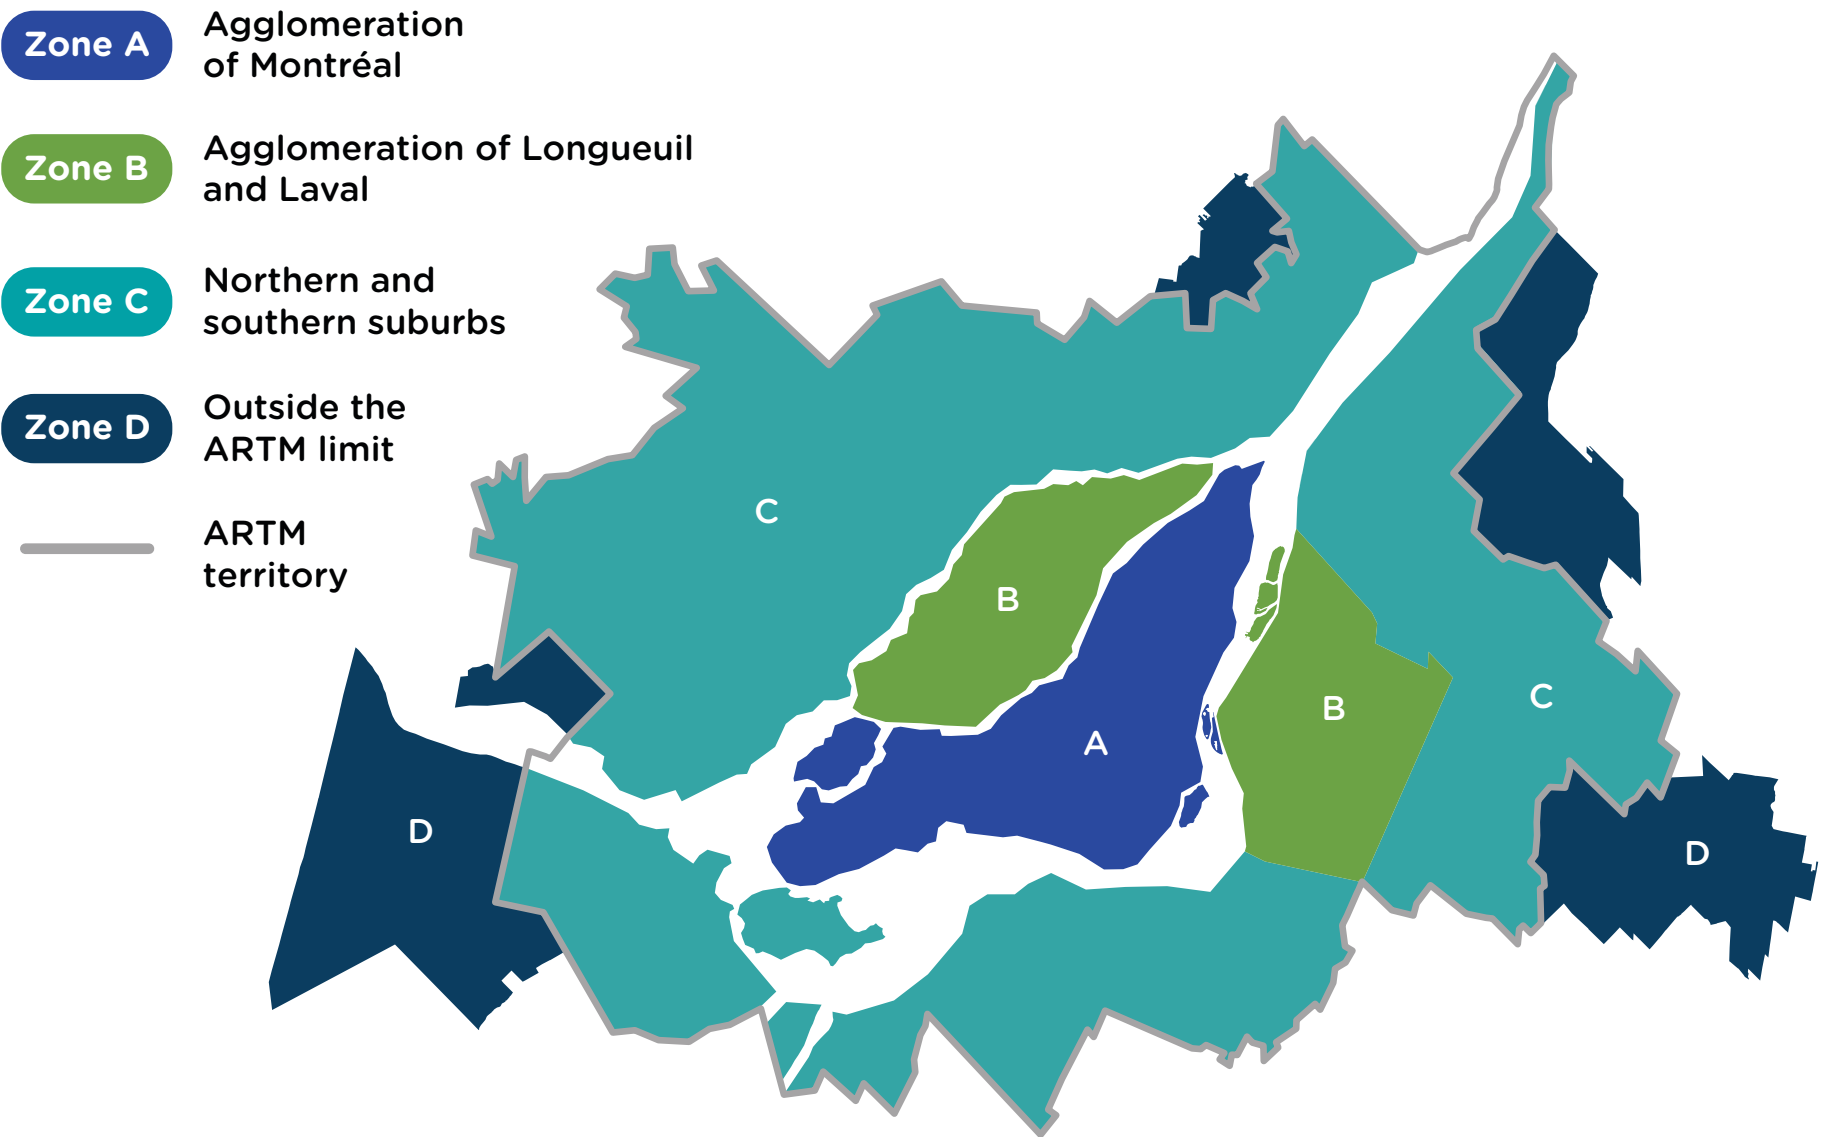 Zone A
Agglomeration
of Montréal
Zone B
Agglomeration of Longueuil
and Laval
Zone C
Northern and
southern suburbs
Zone D
Outside the
ARTM limit
ARTM
territory
C
B
B
C
A
D
D